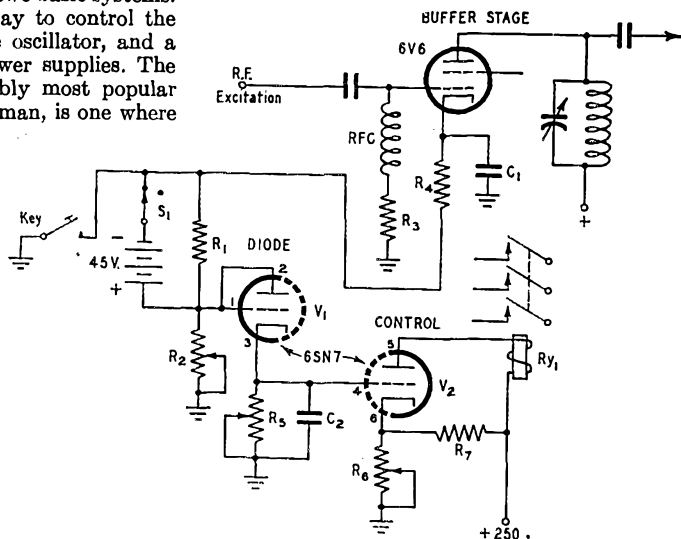 ay to control the
e oscillator, and a
wer supplies. The
bly most popular
man, is one where
BUFFER STAGE
6V6
R.F.
Excitation
RFC
R3
R4
C1
+
Key
S1
−
45V.
+
R1
DIODE
2
1
V1
3
R2
6SN7
CONTROL
5
4
V2
6
Ry1
R5
C2
R6
R7
+250.